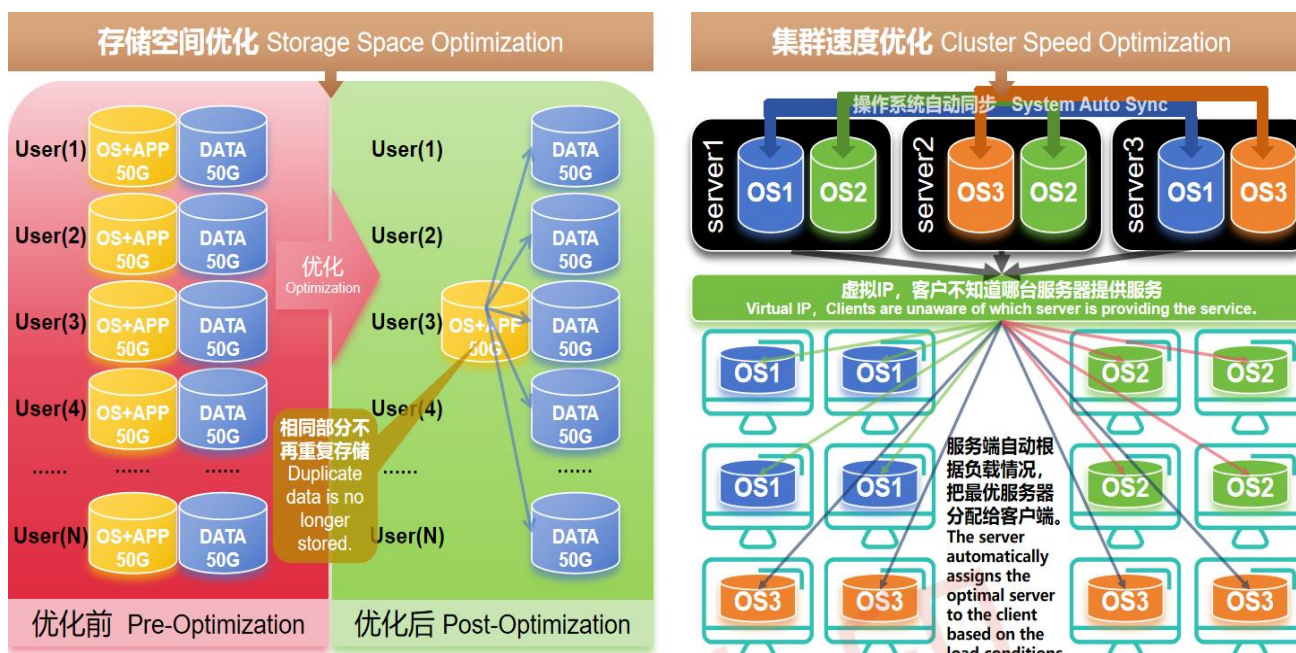 存储空间优化 Storage Space Optimization
User(1) OS+APP 50G DATA 50G
User(2) OS+APP 50G DATA 50G
User(3) OS+APP 50G DATA 50G
User(4) OS+APP 50G DATA 50G
...... ...... ......
User(N) OS+APP 50G DATA 50G
优化前 Pre-Optimization
优化
Optimization
User(1) DATA 50G
User(2) DATA 50G
User(3) OS+APP 50G DATA 50G
User(4) DATA 50G
...... ......
User(N) DATA 50G
相同部分不
再重复存储
Duplicate
data is no
longer
stored.
优化后 Post-Optimization
集群速度优化 Cluster Speed Optimization
操作系统自动同步 System Auto Sync
server1 OS1 OS2
server2 OS3 OS2
server3 OS1 OS3
虚拟IP，客户不知道哪台服务器提供服务
Virtual IP，Clients are unaware of which server is providing the service.
OS1 OS1 OS2 OS2
OS1 OS1 OS2 OS2
OS3 OS3 OS3 OS3
服务端自动根
据负载情况，
把最优服务器
分配给客户端。
The server
automatically
assigns the
optimal server
to the client
based on the
load conditions